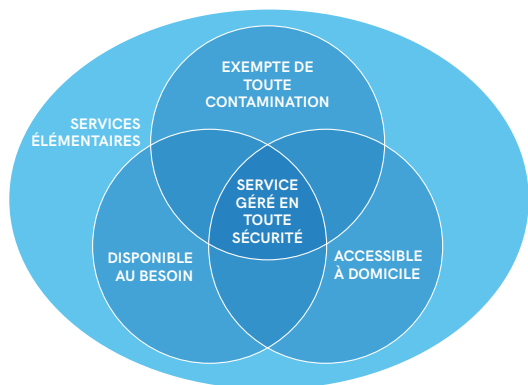 EXEMPTE DE
TOUTE
CONTAMINATION
SERVICES
ÉLÉMENTAIRES
SERVICE
GÉRÉ EN
TOUTE
SÉCURITÉ
DISPONIBLE
AU BESOIN
ACCESSIBLE
À DOMICILE